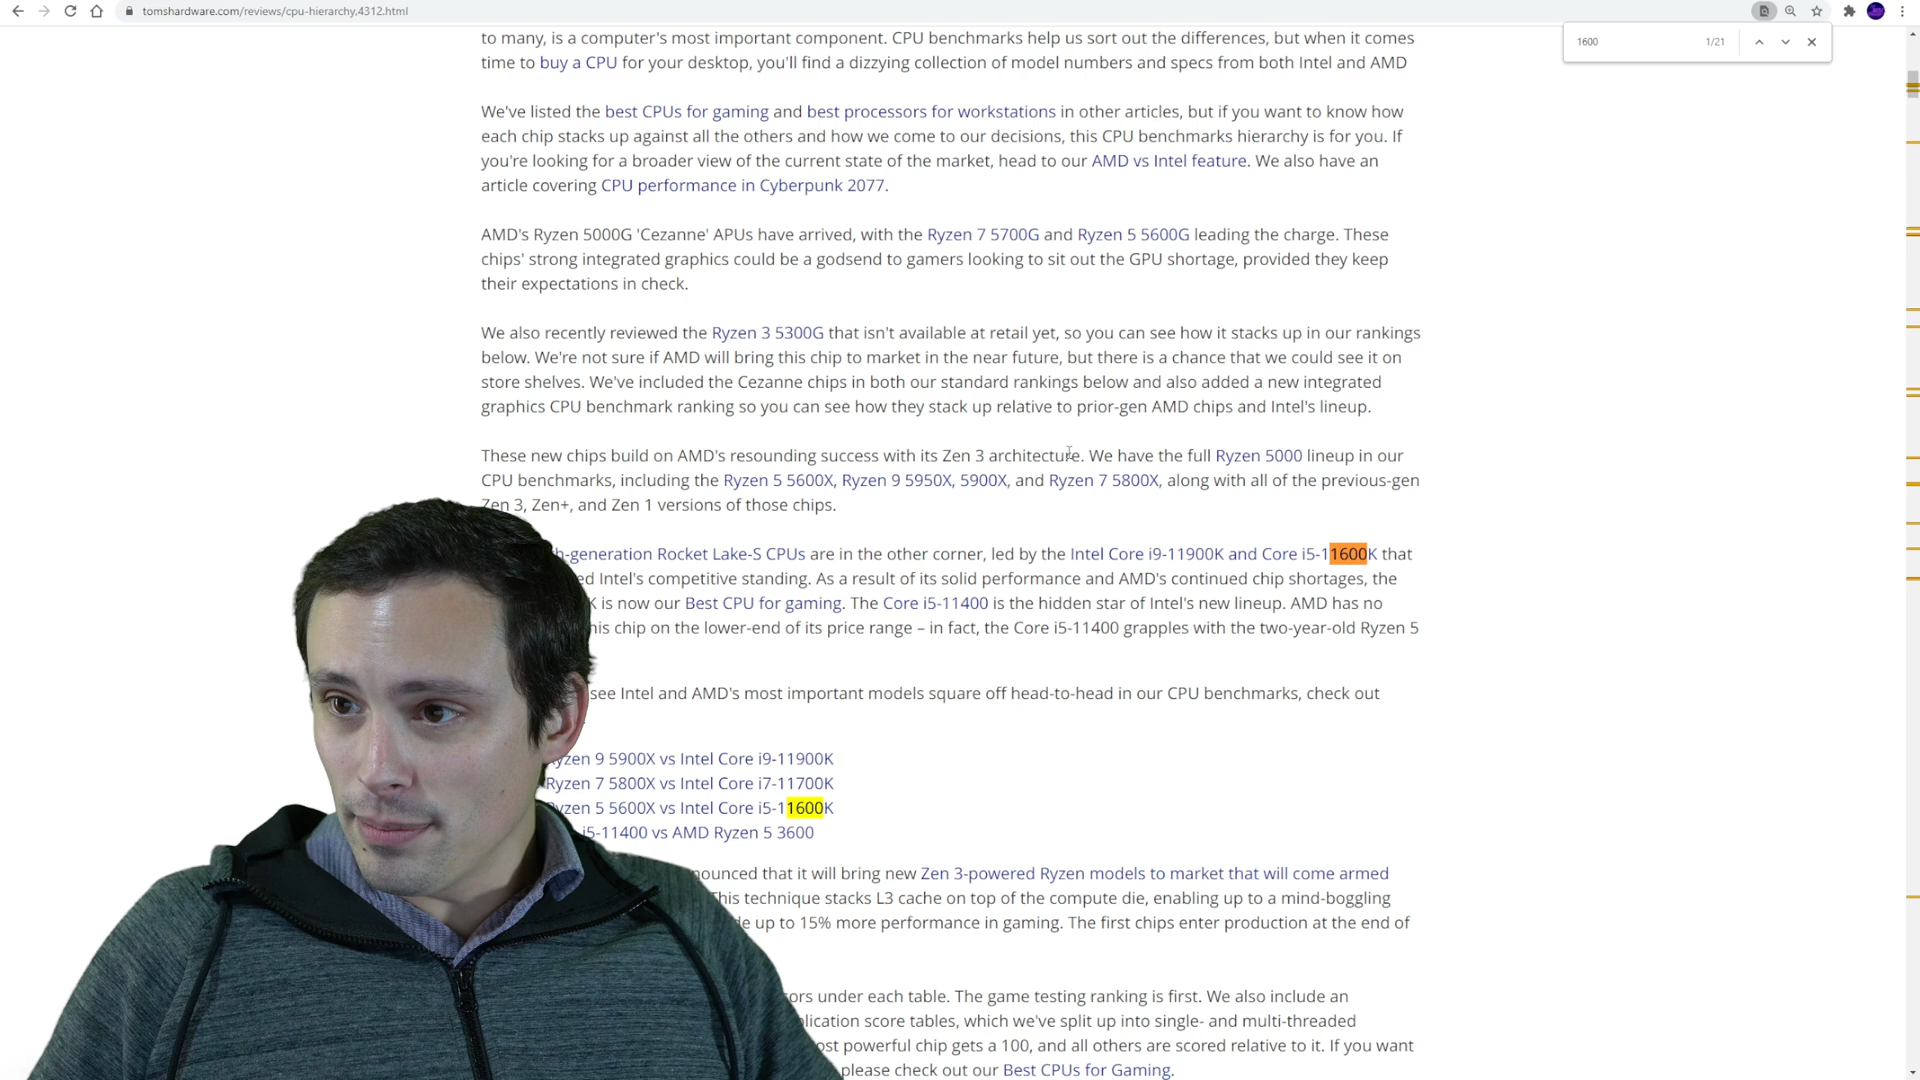 tomshardware.com/reviews/cpu-hierarchy,4312.html
1600 1/21
to many, is a computer's most important component. CPU benchmarks help us sort out the differences, but when it comes
time to buy a CPU for your desktop, you'll find a dizzying collection of model numbers and specs from both Intel and AMD
We've listed the best CPUs for gaming and best processors for workstations in other articles, but if you want to know how
each chip stacks up against all the others and how we come to our decisions, this CPU benchmarks hierarchy is for you. If
you're looking for a broader view of the current state of the market, head to our AMD vs Intel feature. We also have an
article covering CPU performance in Cyberpunk 2077.
AMD's Ryzen 5000G 'Cezanne' APUs have arrived, with the Ryzen 7 5700G and Ryzen 5 5600G leading the charge. These
chips' strong integrated graphics could be a godsend to gamers looking to sit out the GPU shortage, provided they keep
their expectations in check.
We also recently reviewed the Ryzen 3 5300G that isn't available at retail yet, so you can see how it stacks up in our rankings
below. We're not sure if AMD will bring this chip to market in the near future, but there is a chance that we could see it on
store shelves. We've included the Cezanne chips in both our standard rankings below and also added a new integrated
graphics CPU benchmark ranking so you can see how they stack up relative to prior-gen AMD chips and Intel's lineup.
These new chips build on AMD's resounding success with its Zen 3 architecture. We have the full Ryzen 5000 lineup in our
CPU benchmarks, including the Ryzen 5 5600X, Ryzen 9 5950X, 5900X, and Ryzen 7 5800X, along with all of the previous-gen
Zen 3, Zen+, and Zen 1 versions of those chips.
h-generation Rocket Lake-S CPUs are in the other corner, led by the Intel Core i9-11900K and Core i5-11600K that
ed Intel's competitive standing. As a result of its solid performance and AMD's continued chip shortages, the
K is now our Best CPU for gaming. The Core i5-11400 is the hidden star of Intel's new lineup. AMD has no
his chip on the lower-end of its price range – in fact, the Core i5-11400 grapples with the two-year-old Ryzen 5
see Intel and AMD's most important models square off head-to-head in our CPU benchmarks, check out
Ryzen 9 5900X vs Intel Core i9-11900K
Ryzen 7 5800X vs Intel Core i7-11700K
Ryzen 5 5600X vs Intel Core i5-11600K
i5-11400 vs AMD Ryzen 5 3600
nounced that it will bring new Zen 3-powered Ryzen models to market that will come armed
This technique stacks L3 cache on top of the compute die, enabling up to a mind-boggling
de up to 15% more performance in gaming. The first chips enter production at the end of
ors under each table. The game testing ranking is first. We also include an
plication score tables, which we've split up into single- and multi-threaded
ost powerful chip gets a 100, and all others are scored relative to it. If you want
please check out our Best CPUs for Gaming.